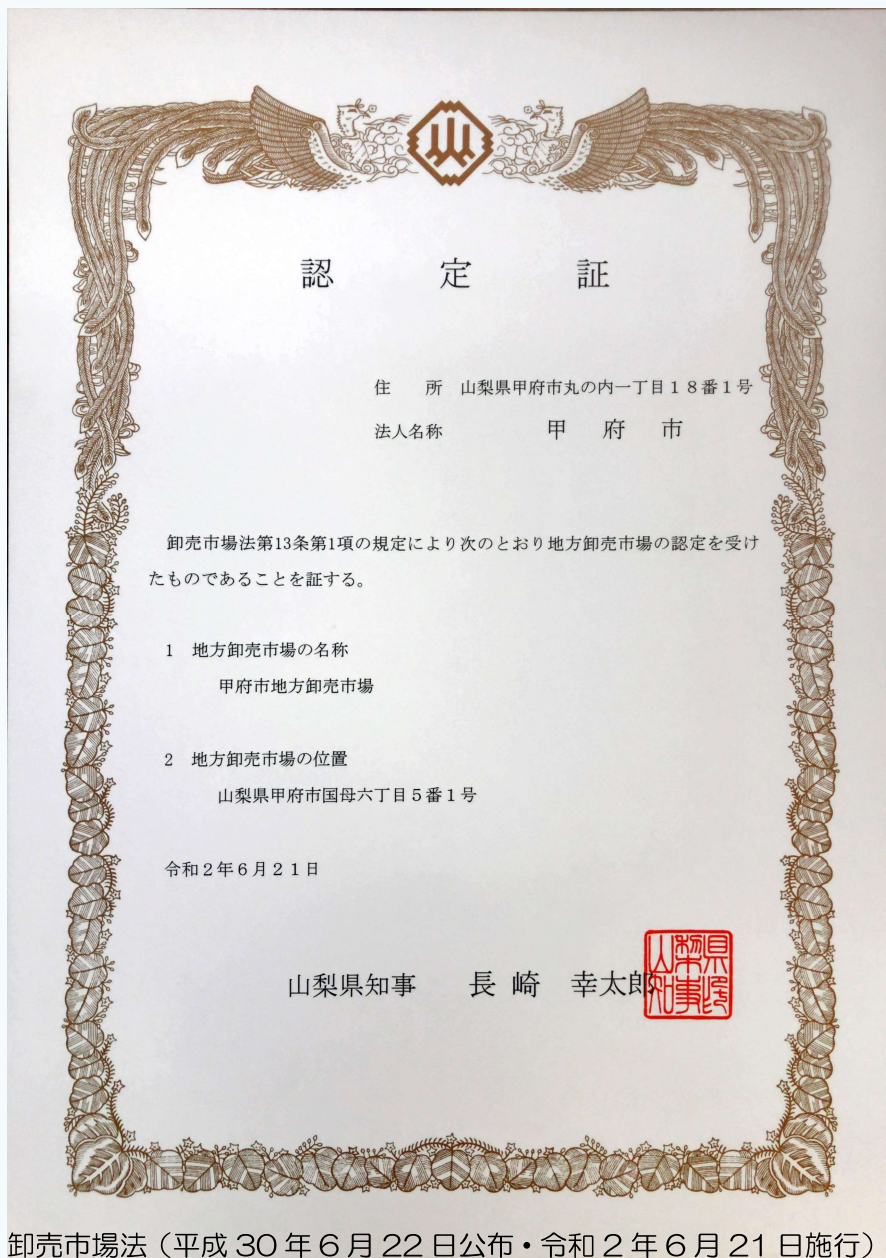 認定証
住　所　山梨県甲府市丸の内一丁目１８番１号
法人名称　甲府市
卸売市場法第13条第1項の規定により次のとおり地方卸売市場の認定を受け
たものであることを証する。
1　地方卸売市場の名称
甲府市地方卸売市場
2　地方卸売市場の位置
山梨県甲府市国母六丁目５番１号
令和２年６月２１日
山梨県知事　長崎　幸太郎
卸売市場法（平成 30 年 6 月 22 日公布・令和 2 年 6 月 21 日施行）